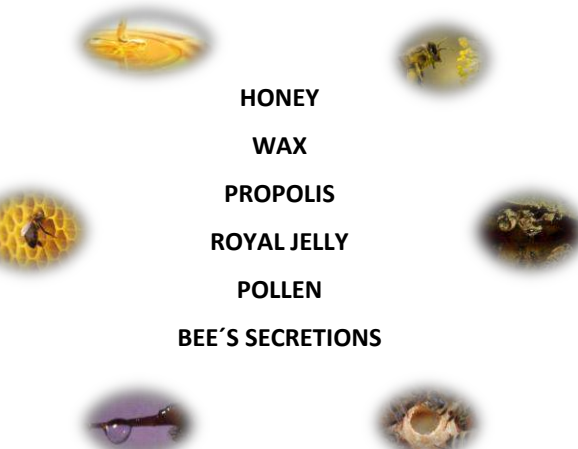 HONEY
WAX
PROPOLIS
ROYAL JELLY
POLLEN
BEE´S SECRETIONS